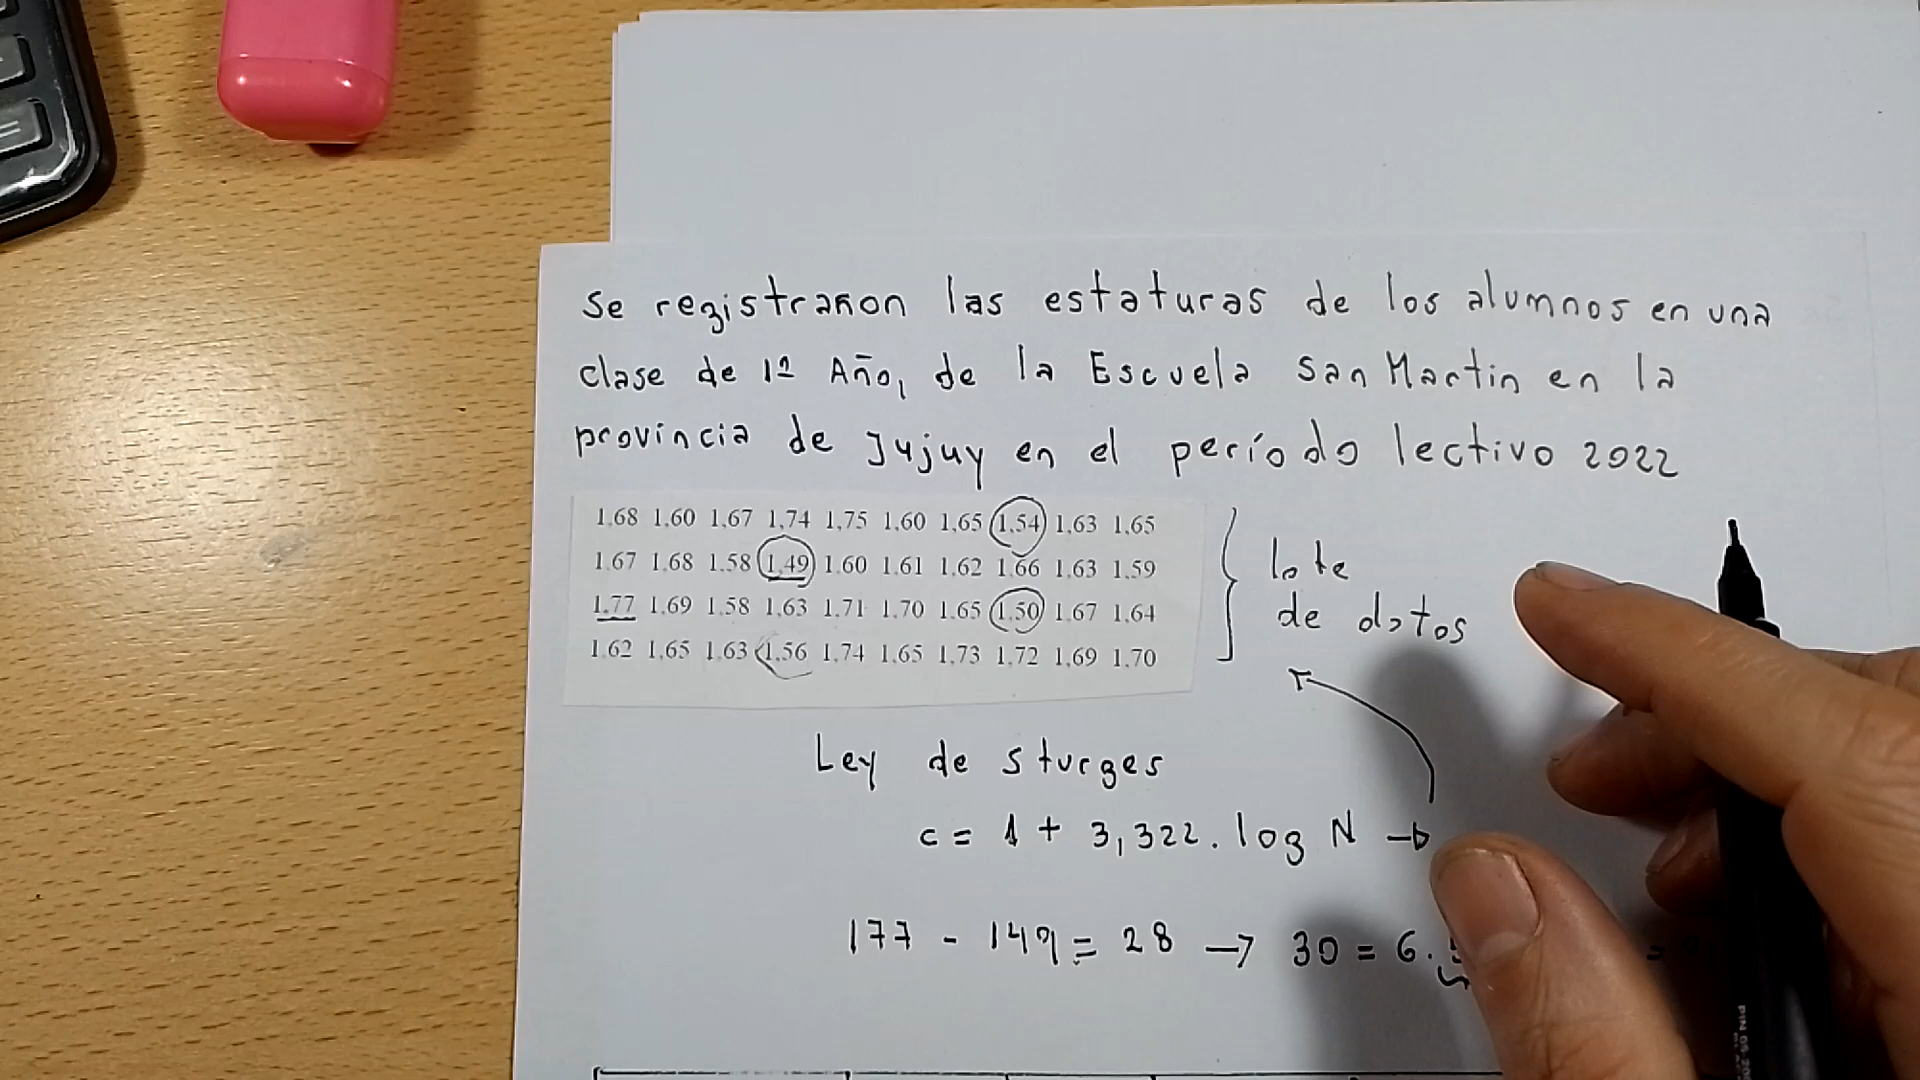 Se registraron las estaturas de los alumnos en una
clase de 1º Año, de la Escuela San Martin en la
provincia de Jujuy en el período lectivo 2022
1.68 1.60 1.67 1.74 1.75 1.60 1.65 1.54 1.63 1.65
1.67 1.68 1.58 1.49 1.60 1.61 1.62 1.66 1.63 1.59
1.77 1.69 1.58 1.63 1.71 1.70 1.65 1.50 1.67 1.64
1.62 1.65 1.63 1.56 1.74 1.65 1.73 1.72 1.69 1.70
lote
de datos
Ley de Sturges
c = 1 + 3,322 . log N →
177 - 149 = 28 → 30 = 6 .